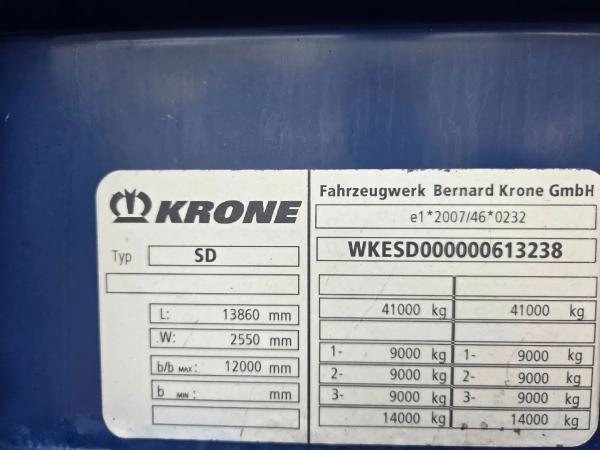 KRONE
Typ SD
L: 13860 mm
W: 2550 mm
b/b MAX: 12000 mm
b MIN: mm
Fahrzeugwerk Bernard Krone GmbH
e1*2007/46*0232
WKESD000000613238
41000 kg 41000 kg
1- 9000 kg 1- 9000 kg
2- 9000 kg 2- 9000 kg
3- 9000 kg 3- 9000 kg
14000 kg 14000 kg